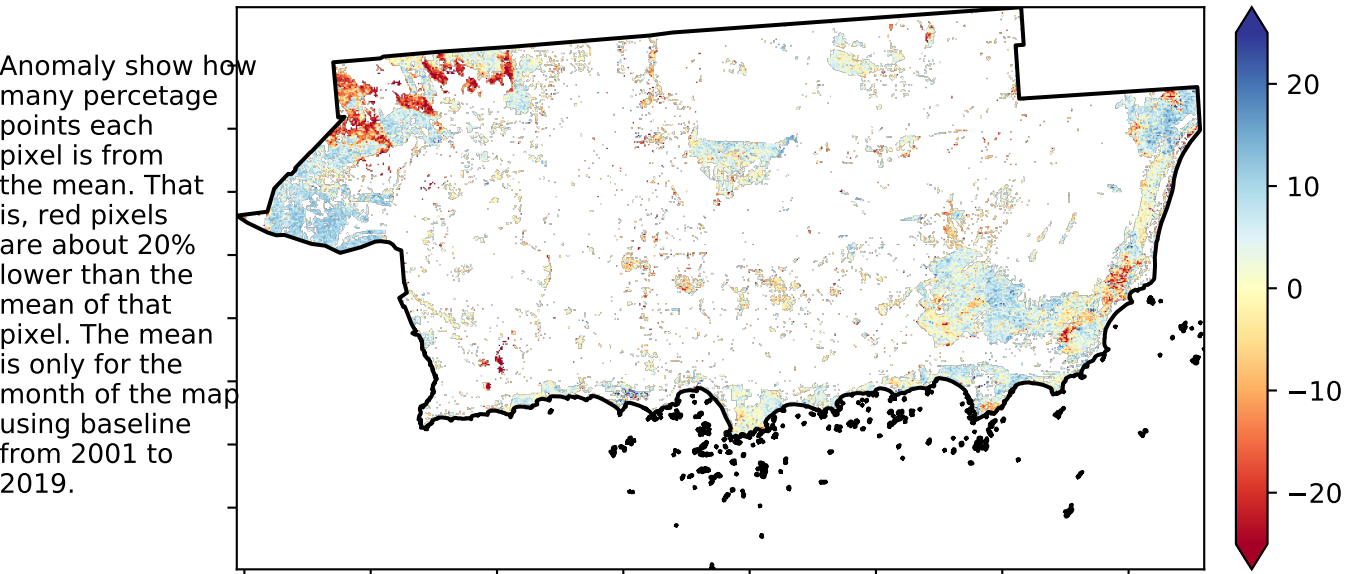 Anomaly show how
many percetage
points each
pixel is from
the mean. That
is, red pixels
are about 20%
lower than the
mean of that
pixel. The mean
is only for the
month of the map
using baseline
from 2001 to
2019.
20
10
0
−10
−20